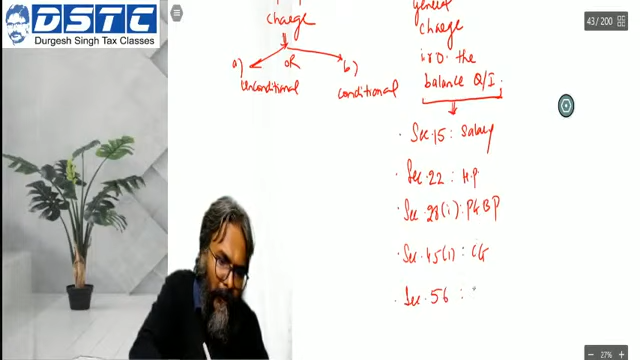 DSTC
Durgesh Singh Tax Classes
charge
a) OR b)
unconditional
conditional
general
charge
i.r.o. the
balance Q/I;
Sec.15 : Salary
Sec.22 : H.P
Sec.28(i) : PGBP
Sec.45(1) : CG
Sec.56 :
43 / 200
27%